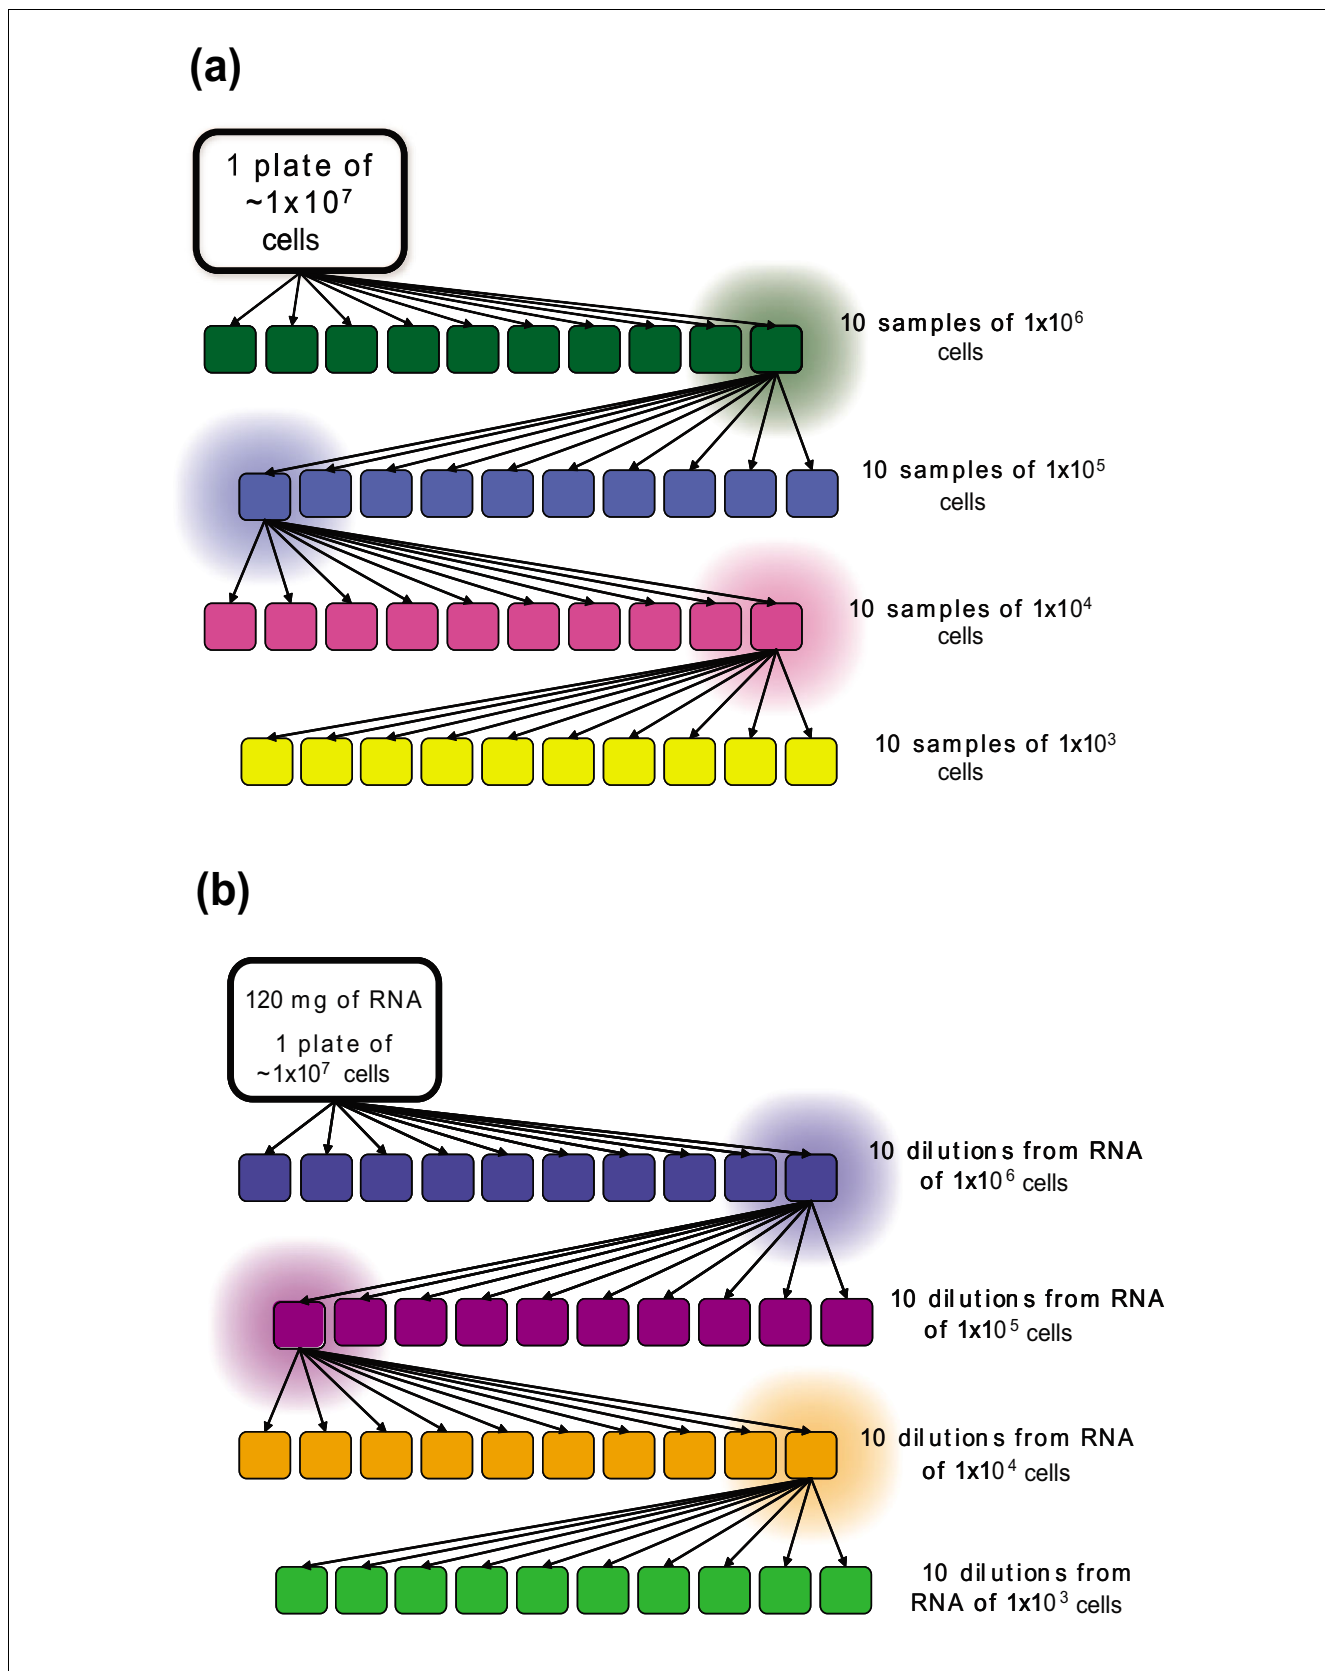 (a)
1 plate of
~1x10⁷
cells
10 samples of 1x10⁶
cells
10 samples of 1x10⁵
cells
10 samples of 1x10⁴
cells
10 samples of 1x10³
cells
(b)
120 mg of RNA
1 plate of
~1x10⁷ cells
10 dilutions from RNA
of 1x10⁶ cells
10 dilutions from RNA
of 1x10⁵ cells
10 dilutions from RNA
of 1x10⁴ cells
10 dilutions from
RNA of 1x10³ cells